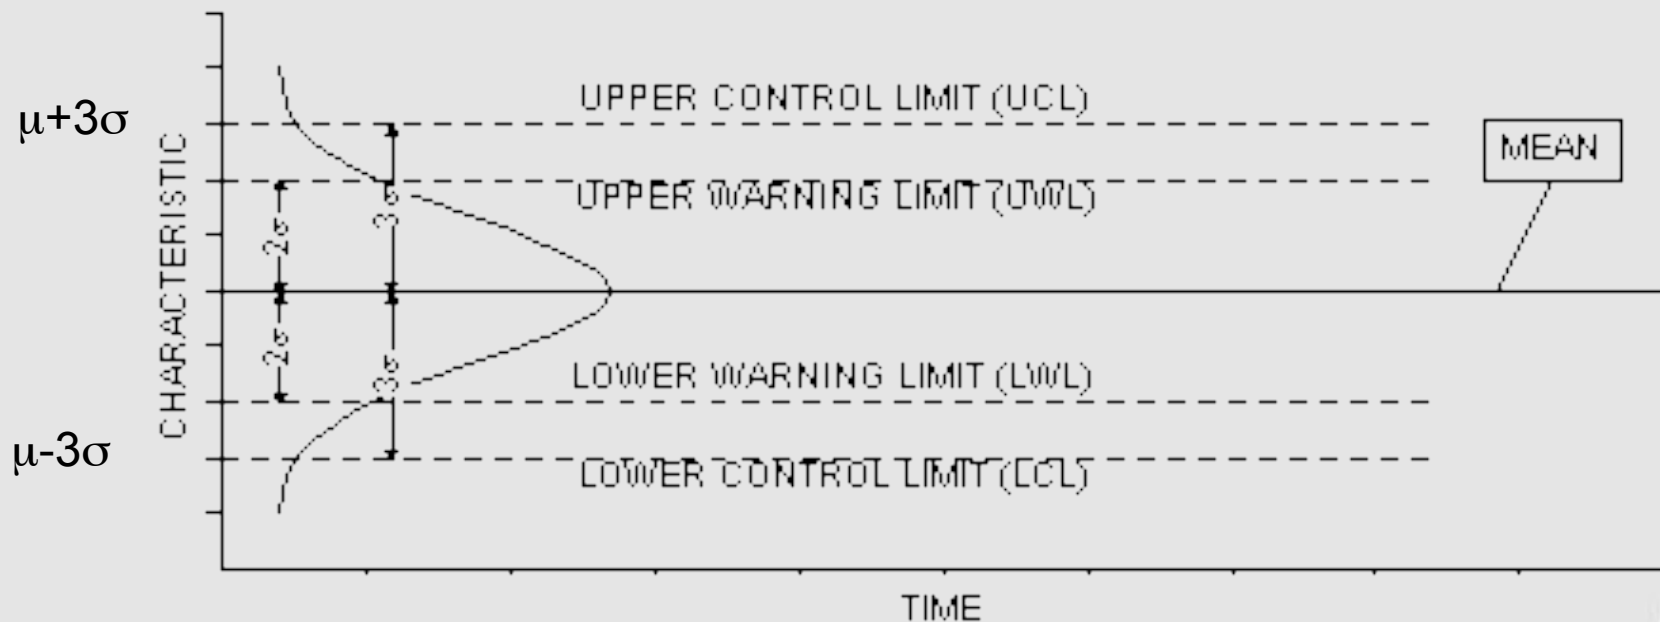 UPPER CONTROL LIMIT (UCL)
μ+3σ
MEAN
UPPER WARNING LIMIT (UWL)
CHARACTERISTIC
2σ
3σ
2σ
3σ
LOWER WARNING LIMIT (LWL)
μ-3σ
LOWER CONTROL LIMIT (LCL)
TIME